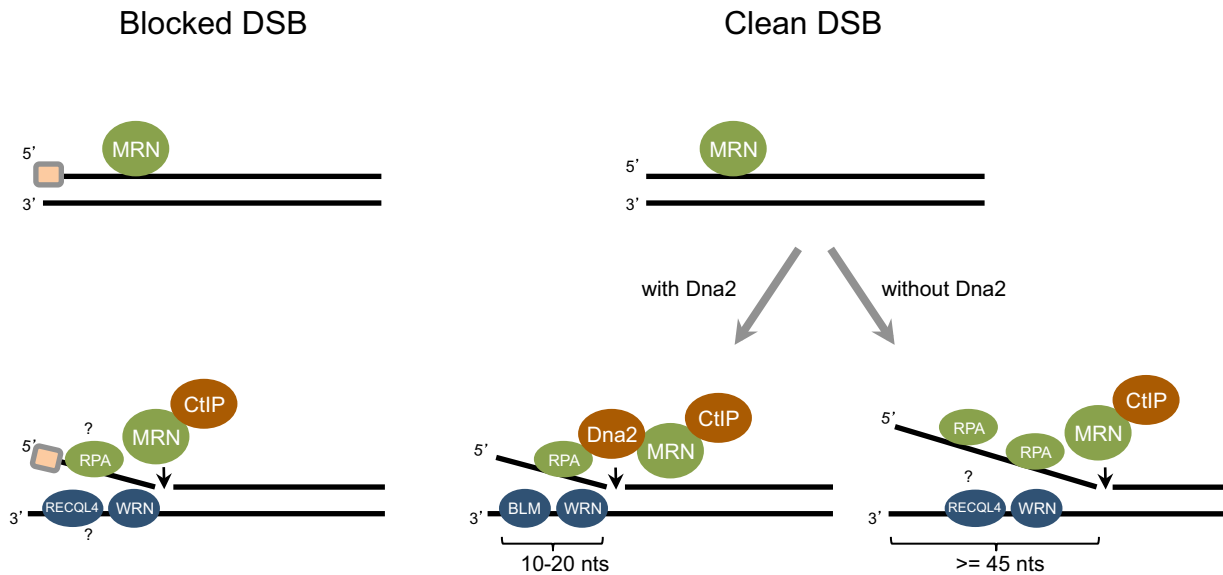 Blocked DSB
Clean DSB
MRN
5’
3’
MRN
5’
3’
with Dna2
without Dna2
CtIP
?
MRN
5’
RPA
RECQL4
WRN
3’
?
CtIP
Dna2
MRN
5’
RPA
BLM
WRN
3’
10-20 nts
CtIP
5’
RPA
MRN
RPA
?
RECQL4
WRN
3’
>= 45 nts